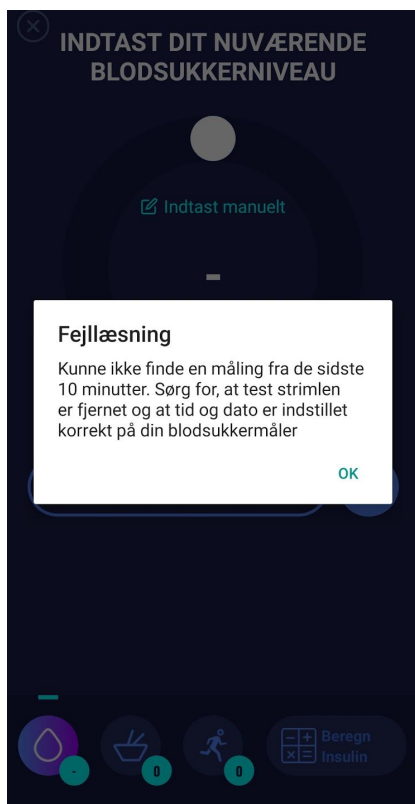 INDTAST DIT NUVÆRENDE
BLODSUKKERNIVEAU
Indtast manuelt
-
Fejllæsning
Kunne ikke finde en måling fra de sidste
10 minutter. Sørg for, at test strimlen
er fjernet og at tid og dato er indstillet
korrekt på din blodsukkermåler
OK
Beregn
Insulin
-
0
0